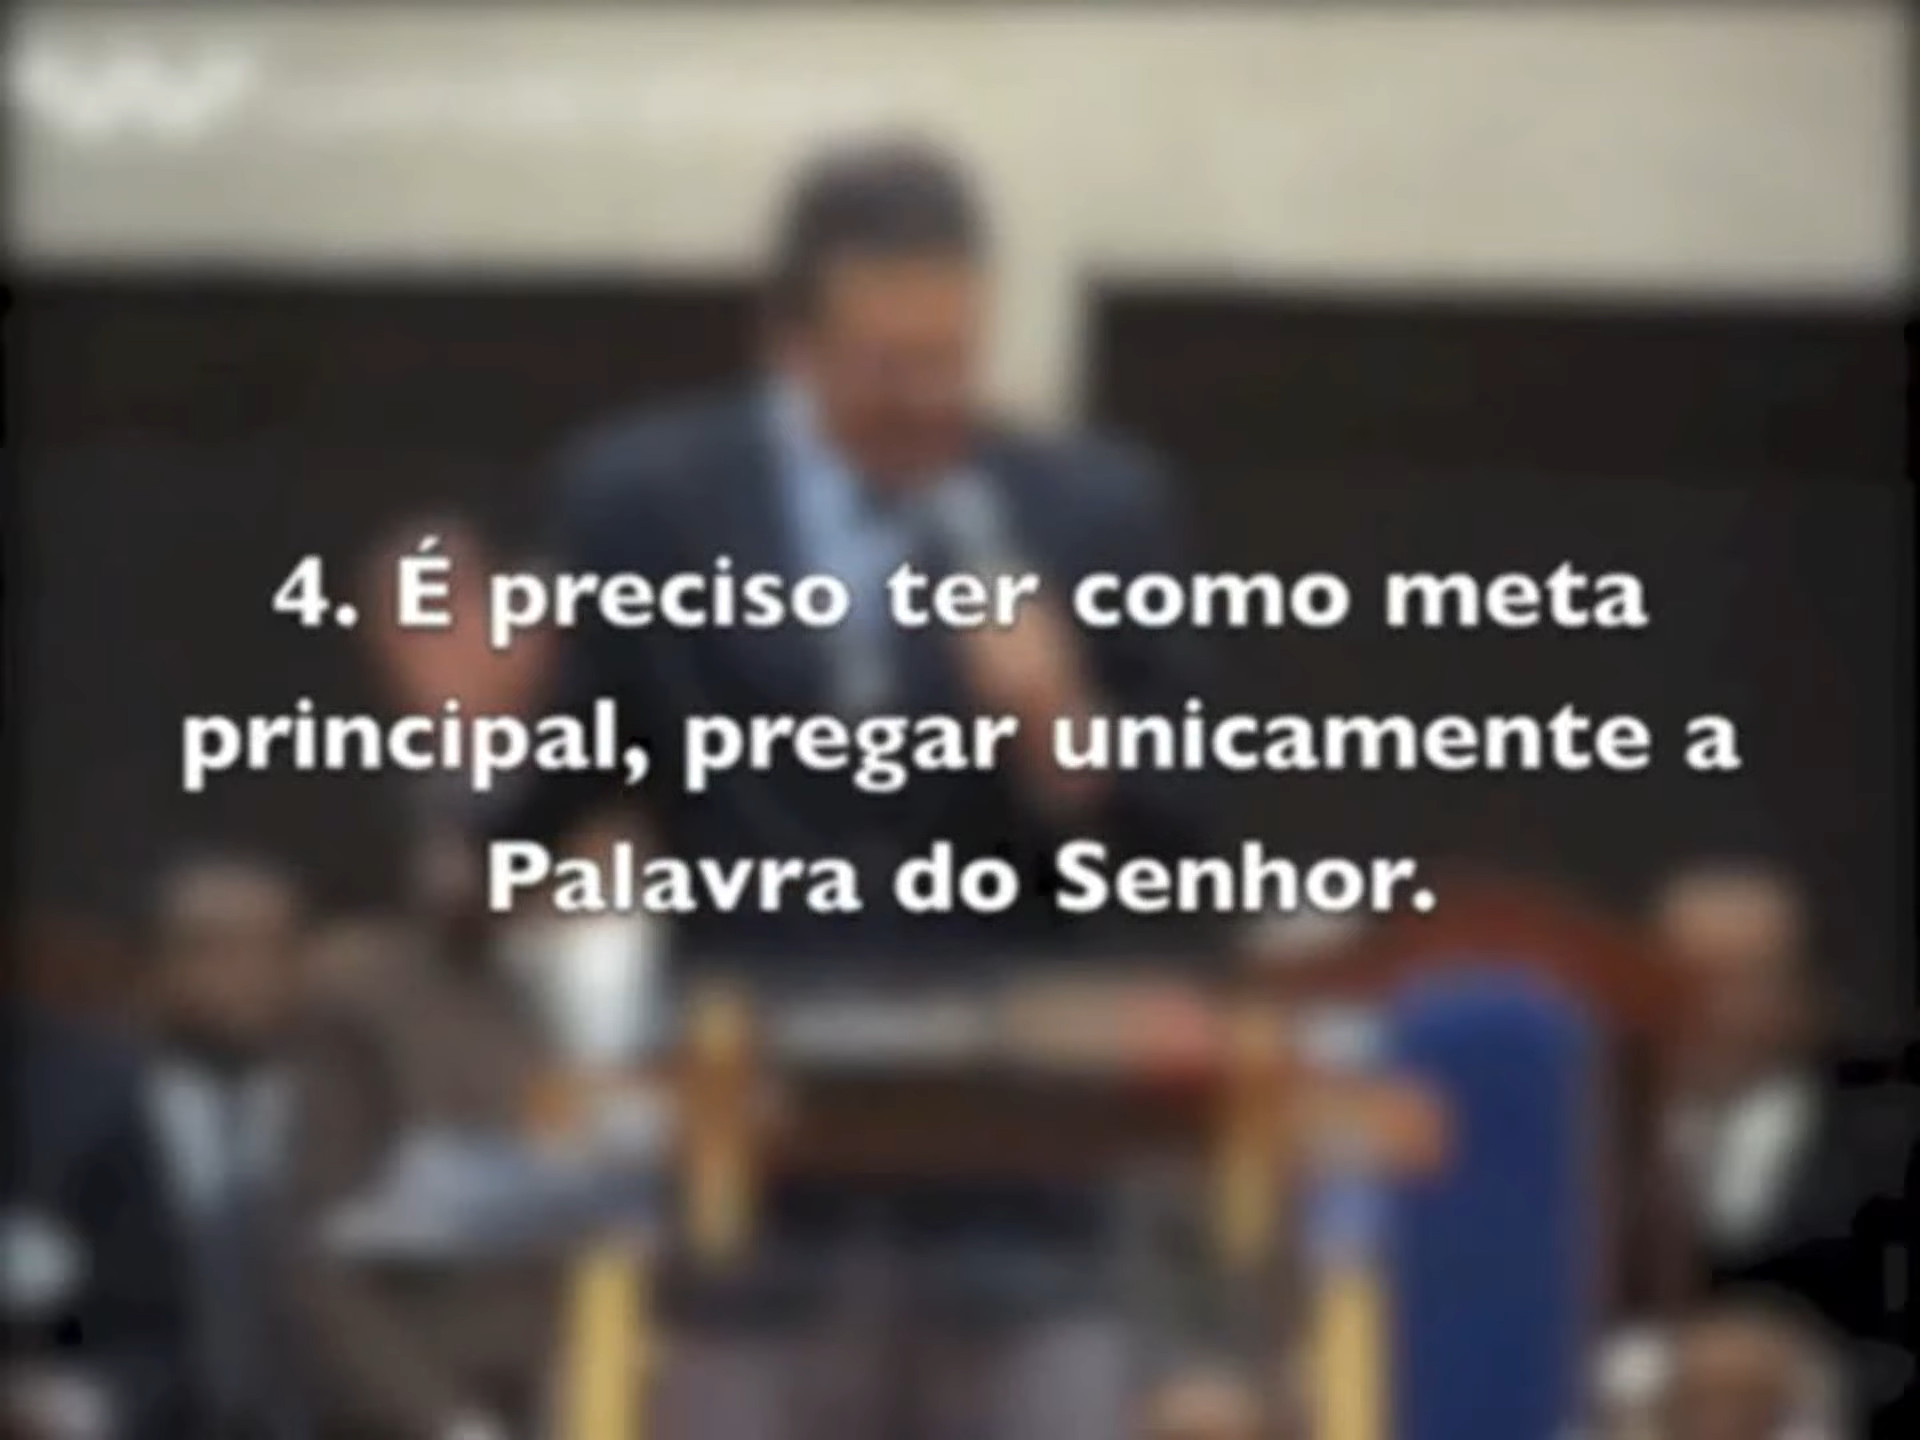 4. É preciso ter como meta
principal, pregar unicamente a
Palavra do Senhor.